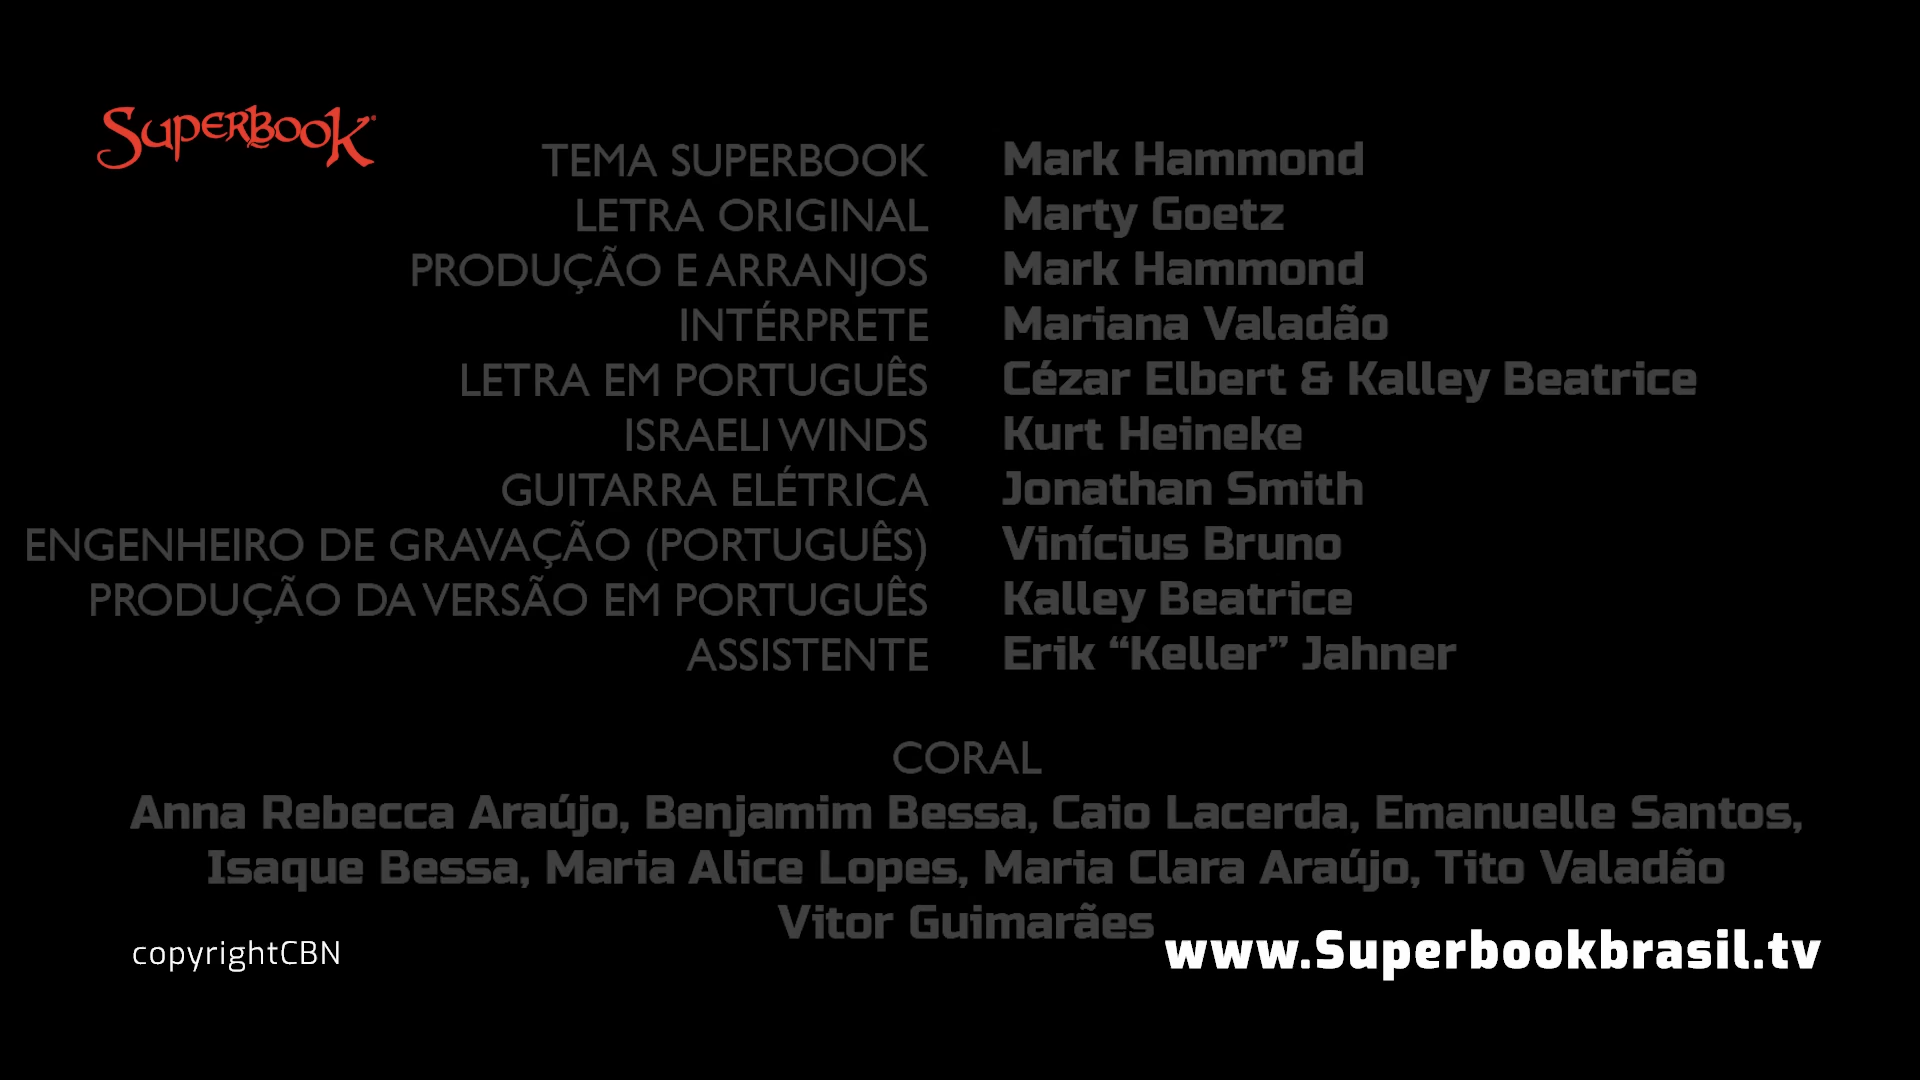 SUPERBOOK
TEMA SUPERBOOK Mark Hammond
LETRA ORIGINAL Marty Goetz
PRODUÇÃO E ARRANJOS Mark Hammond
INTÉRPRETE Mariana Valadão
LETRA EM PORTUGUÊS Cézar Elbert & Kalley Beatrice
ISRAELI WINDS Kurt Heineke
GUITARRA ELÉTRICA Jonathan Smith
ENGENHEIRO DE GRAVAÇÃO (PORTUGUÊS) Vinícius Bruno
PRODUÇÃO DA VERSÃO EM PORTUGUÊS Kalley Beatrice
ASSISTENTE Erik “Keller” Jahner
CORAL
Anna Rebecca Araújo, Benjamim Bessa, Caio Lacerda, Emanuelle Santos,
Isaque Bessa, Maria Alice Lopes, Maria Clara Araújo, Tito Valadão
Vitor Guimarães
copyrightCBN
www.Superbookbrasil.tv